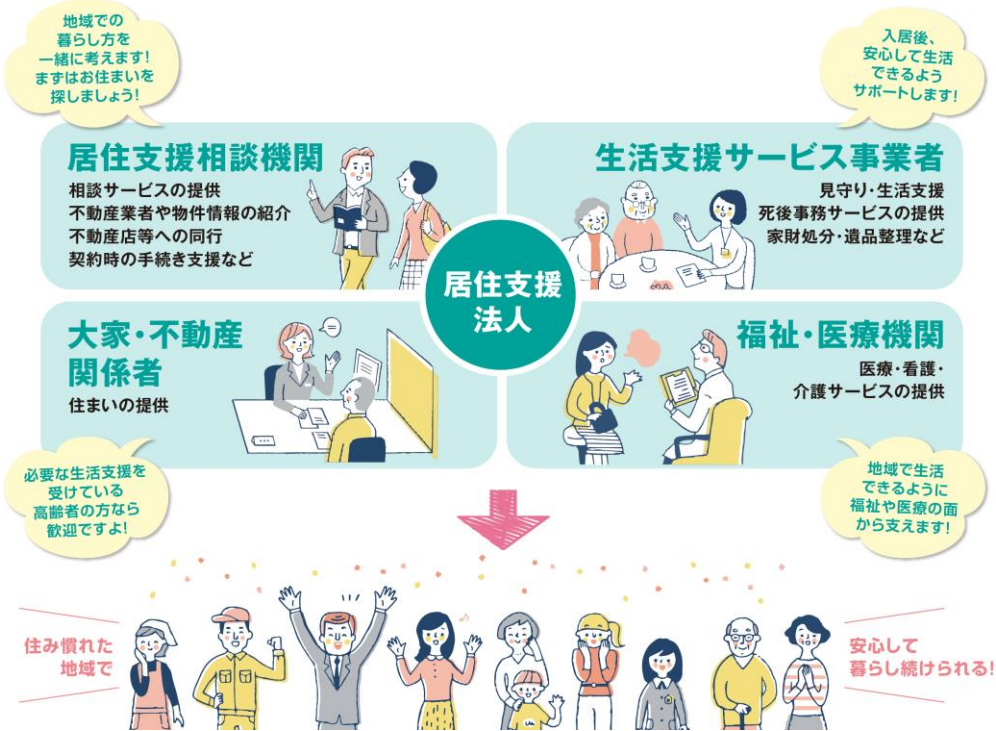 地域での
暮らし方を
一緒に考えます!
まずはお住まいを
探しましょう!
入居後、
安心して生活
できるよう
サポートします!
居住支援相談機関
相談サービスの提供
不動産業者や物件情報の紹介
不動産店等への同行
契約時の手続き支援など
生活支援サービス事業者
見守り・生活支援
死後事務サービスの提供
家財処分・遺品整理など
居住支援
法人
大家・不動産
関係者
住まいの提供
福祉・医療機関
医療・看護・
介護サービスの提供
必要な生活支援を
受けている
高齢者の方なら
歓迎ですよ!
地域で生活
できるように
福祉や医療の面
から支えます!
住み慣れた
地域で
安心して
暮らし続けられる!